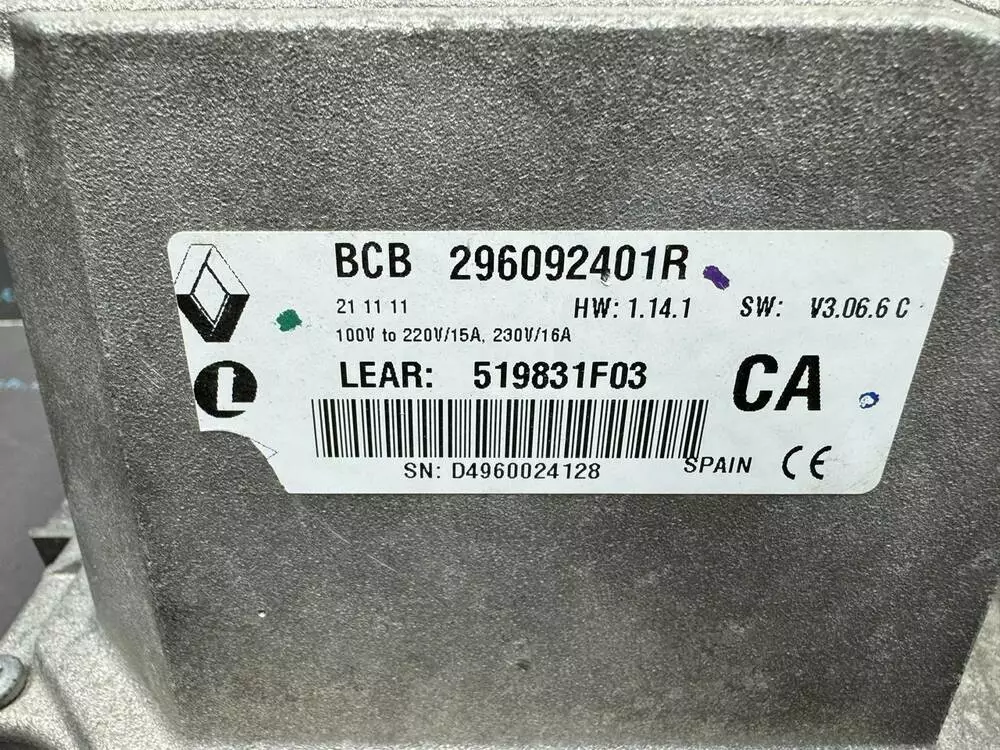 BCB 296092401R
21 11 11 HW: 1.14.1 SW: V3.06.6 C
100V to 220V/15A, 230V/16A
LEAR: 519831F03 CA
SN: D4960024128 SPAIN CE
L